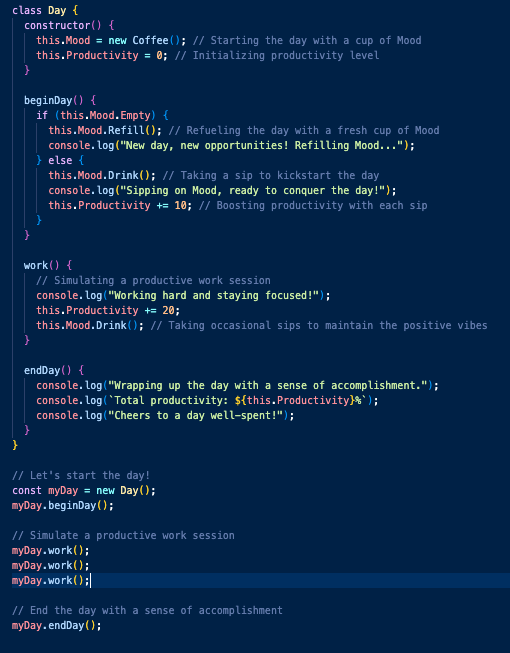 class Day {
  constructor() {
    this.Mood = new Coffee(); // Starting the day with a cup of Mood
    this.Productivity = 0; // Initializing productivity level
  }

  beginDay() {
    if (this.Mood.Empty) {
      this.Mood.Refill(); // Refueling the day with a fresh cup of Mood
      console.log("New day, new opportunities! Refilling Mood...");
    } else {
      this.Mood.Drink(); // Taking a sip to kickstart the day
      console.log("Sipping on Mood, ready to conquer the day!");
      this.Productivity += 10; // Boosting productivity with each sip
    }
  }

  work() {
    // Simulating a productive work session
    console.log("Working hard and staying focused!");
    this.Productivity += 20;
    this.Mood.Drink(); // Taking occasional sips to maintain the positive vibes
  }

  endDay() {
    console.log("Wrapping up the day with a sense of accomplishment.");
    console.log(`Total productivity: ${this.Productivity}%`);
    console.log("Cheers to a day well-spent!");
  }
}

// Let's start the day!
const myDay = new Day();
myDay.beginDay();

// Simulate a productive work session
myDay.work();
myDay.work();
myDay.work();

// End the day with a sense of accomplishment
myDay.endDay();